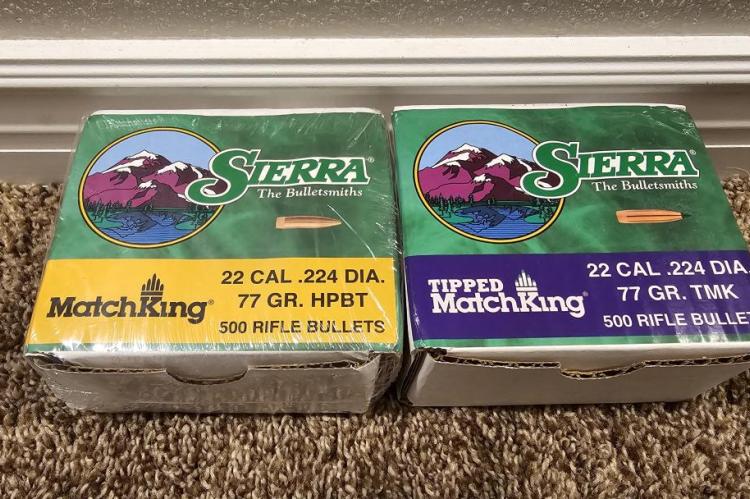 SIERRA®
The Bulletsmiths
MatchKing®
22 CAL .224 DIA.
77 GR. HPBT
500 RIFLE BULLETS
SIERRA®
The Bulletsmiths
TIPPED
MatchKing®
22 CAL .224 DIA.
77 GR. TMK
500 RIFLE BULLET